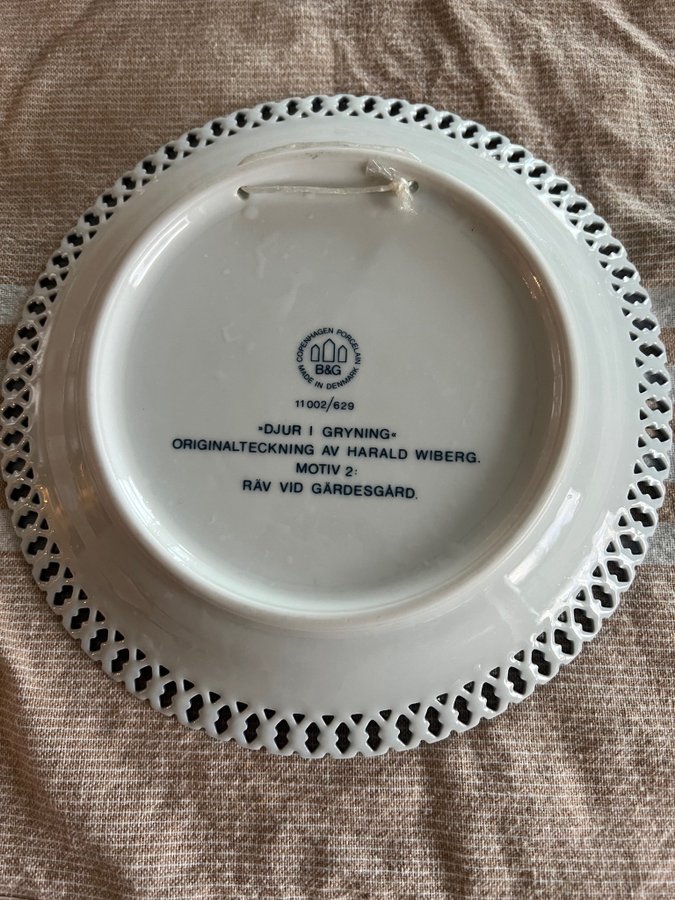 COPENHAGEN PORCELAIN
B&G
MADE IN DENMARK
11002/629
»DJUR I GRYNING«
ORIGINALTECKNING AV HARALD WIBERG.
MOTIV 2:
RÄV VID GÄRDESGÅRD.